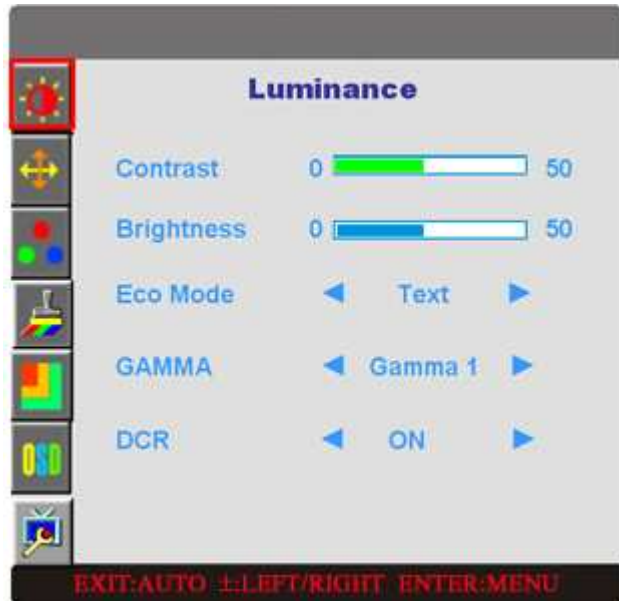 Luminance
Contrast 0 50
Brightness 0 50
Eco Mode Text
GAMMA Gamma 1
DCR ON
OSD
EXIT:AUTO ±:LEFT/RIGHT ENTER:MENU